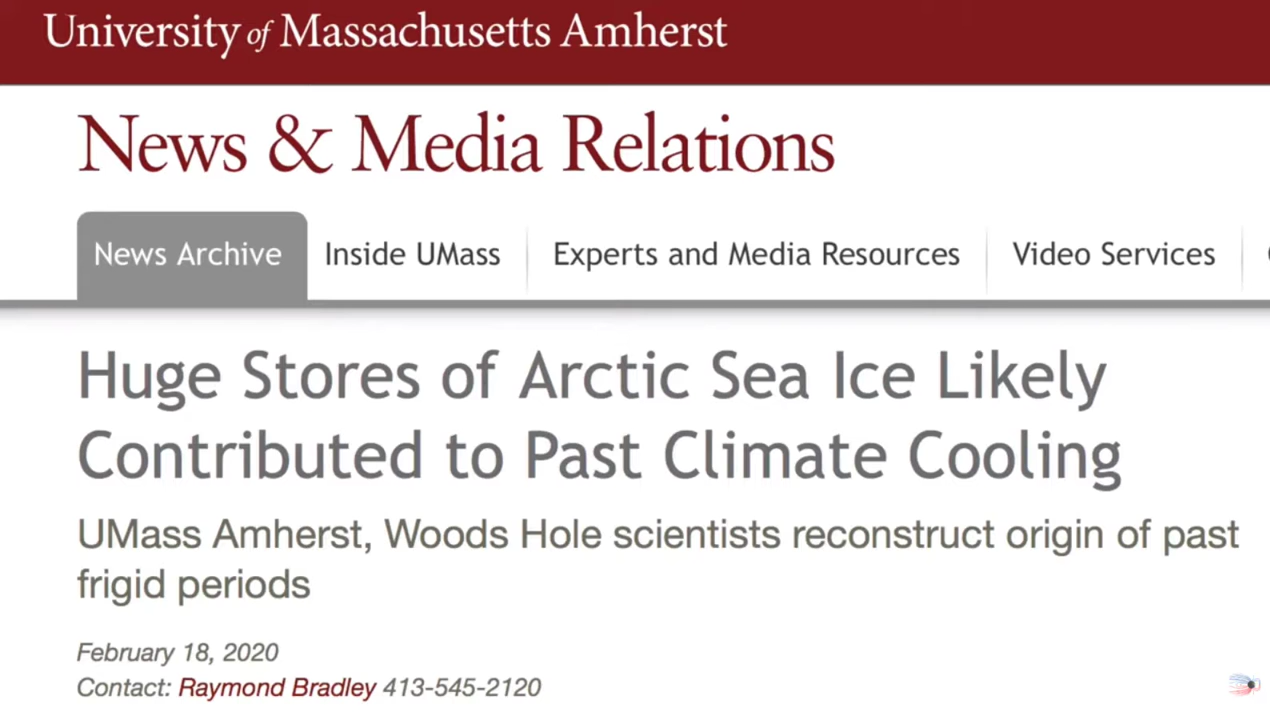 University of Massachusetts Amherst
News & Media Relations
News Archive Inside UMass Experts and Media Resources Video Services
Huge Stores of Arctic Sea Ice Likely
Contributed to Past Climate Cooling
UMass Amherst, Woods Hole scientists reconstruct origin of past
frigid periods
February 18, 2020
Contact: Raymond Bradley 413-545-2120